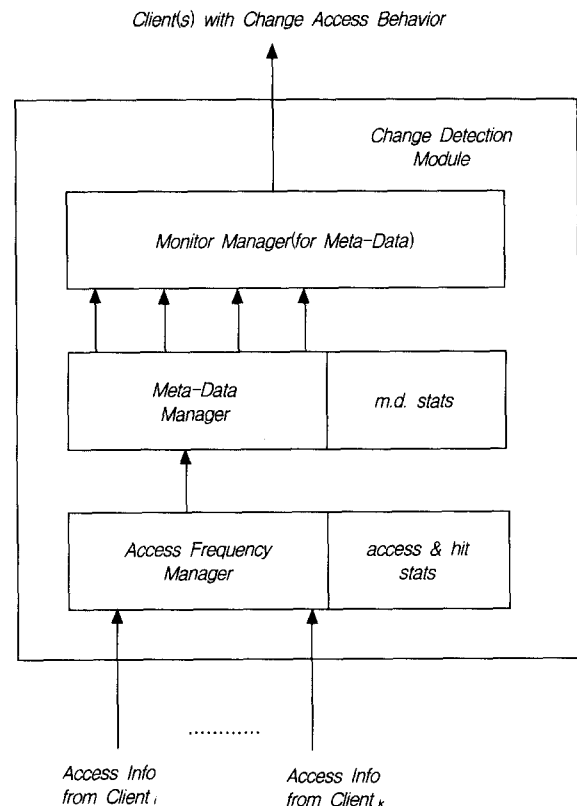 Client(s) with Change Access Behavior
Change Detection
Module
Monitor Manager(for Meta-Data)
Meta-Data
Manager
m.d. stats
Access Frequency
Manager
access & hit
stats
............
Access Info
from Client i
Access Info
from Client k